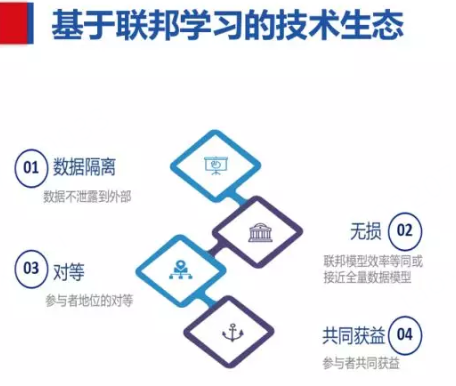 基于联邦学习的技术生态
01 数据隔离
数据不泄露到外部
无损 02
联邦模型效率等同或
接近全量数据模型
03 对等
参与者地位的对等
共同获益 04
参与者共同获益